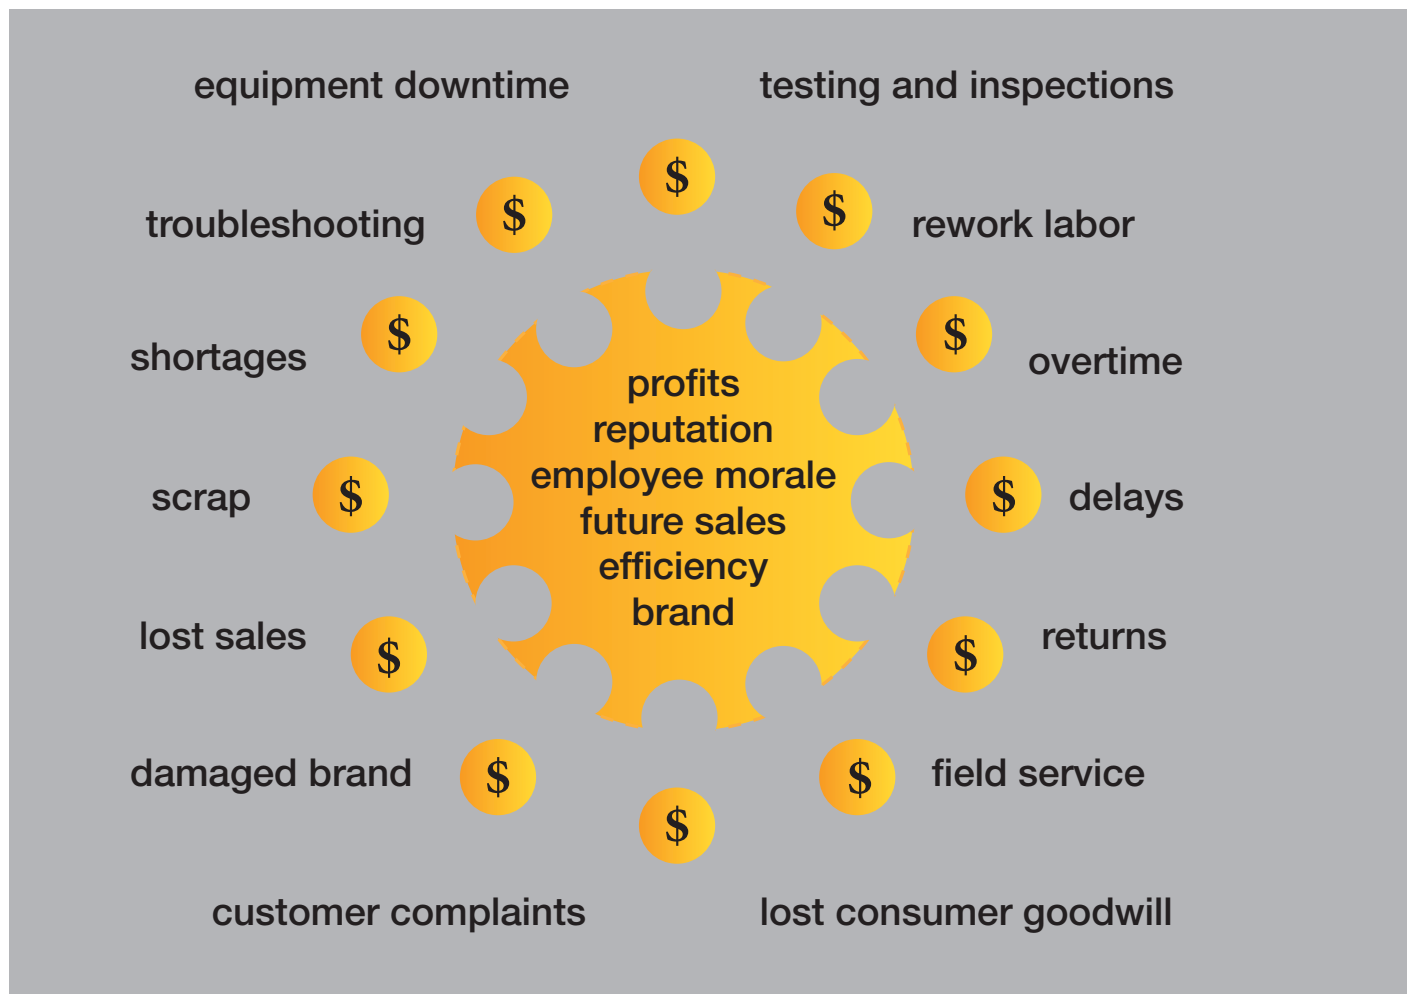 equipment downtime
testing and inspections
$
$
$
troubleshooting
rework labor
$
$
shortages
overtime
profits
reputation
employee morale
future sales
efficiency
brand
scrap
$
$
delays
lost sales
$
$
returns
damaged brand
$
$
field service
$
customer complaints
lost consumer goodwill